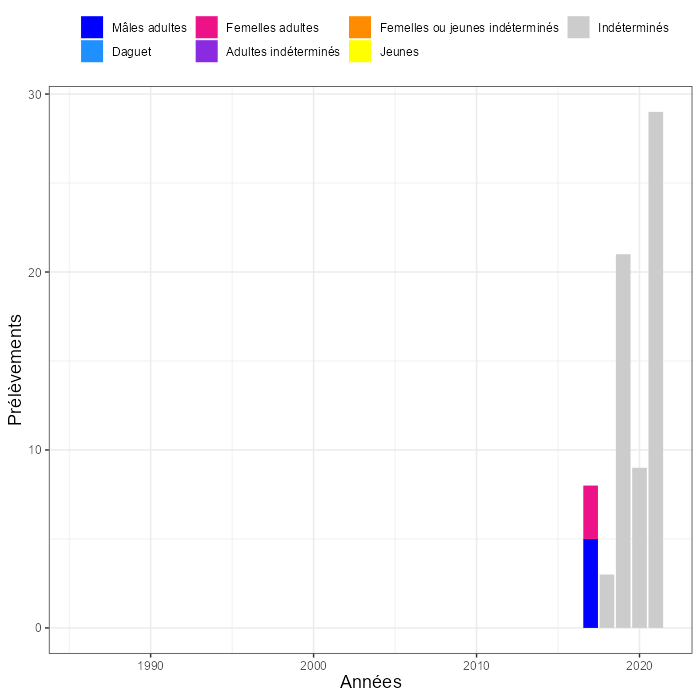 Mâles adultes Femelles adultes Femelles ou jeunes indéterminés Indéterminés
Daguet Adultes indéterminés Jeunes
30
20
10
0
Prélèvements
1990 2000 2010 2020
Années